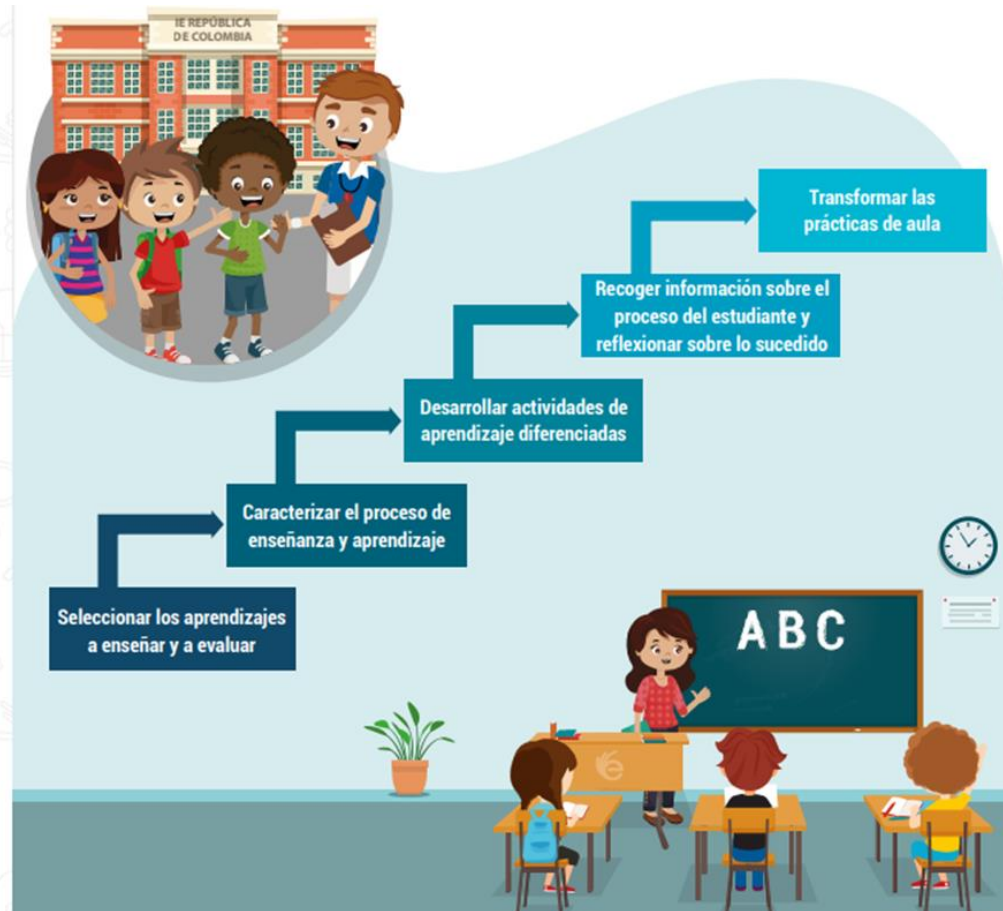 IE REPÚBLICA
DE COLOMBIA
Transformar las
prácticas de aula
Recoger información sobre el
proceso del estudiante y
reflexionar sobre lo sucedido
Desarrollar actividades de
aprendizaje diferenciadas
Caracterizar el proceso de
enseñanza y aprendizaje
Seleccionar los aprendizajes
a enseñar y a evaluar
A B C
e